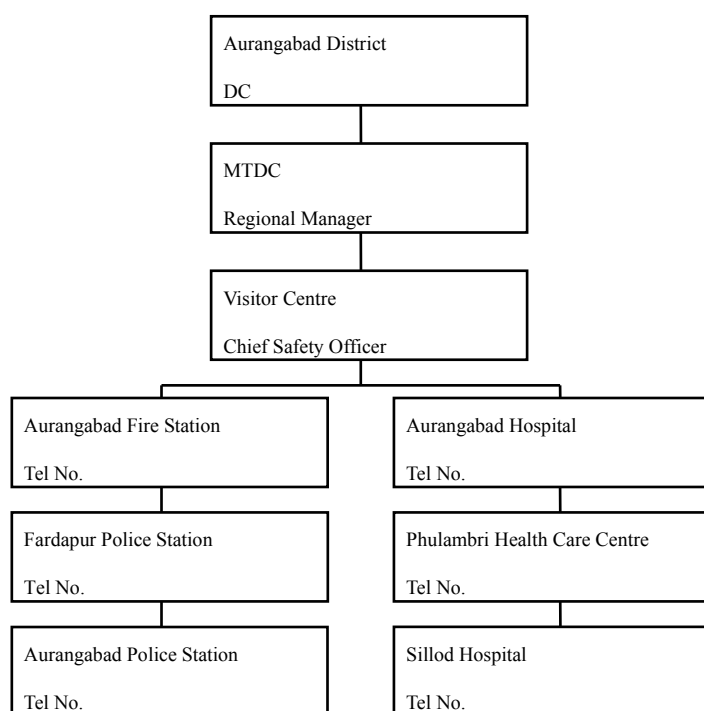 Aurangabad District
DC
MTDC
Regional Manager
Visitor Centre
Chief Safety Officer
Aurangabad Fire Station
Tel No.
Aurangabad Hospital
Tel No.
Fardapur Police Station
Tel No.
Phulambri Health Care Centre
Tel No.
Aurangabad Police Station
Tel No.
Sillod Hospital
Tel No.